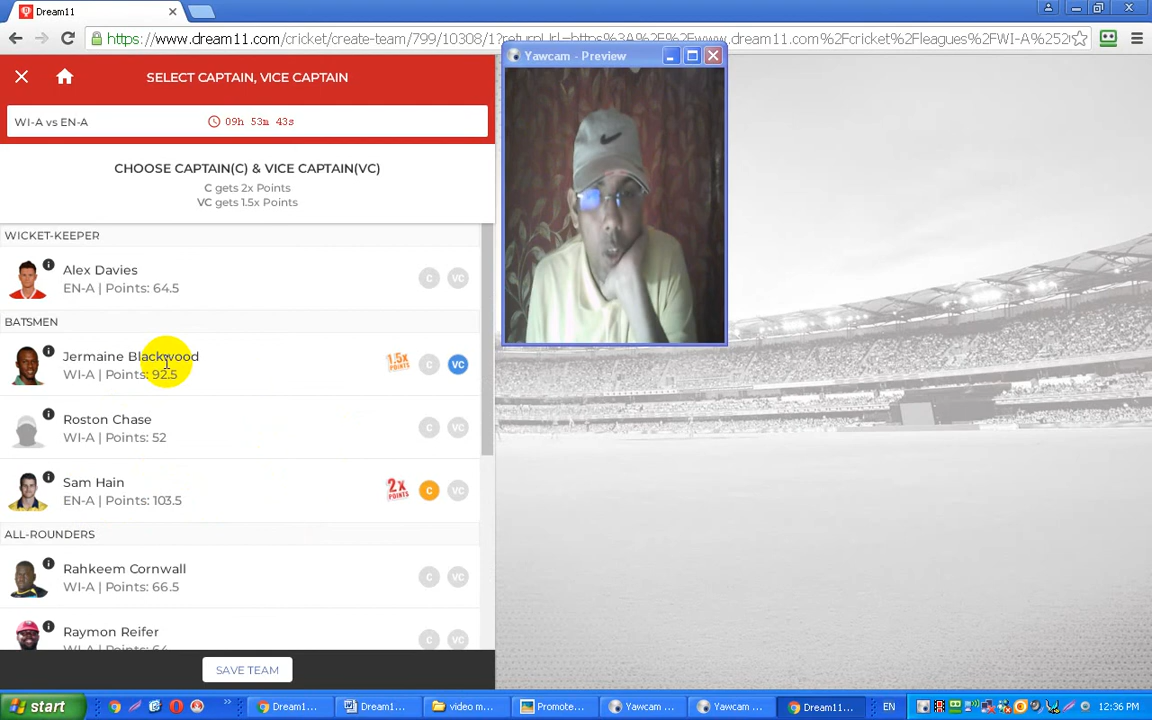 Dream11
https://www.dream11.com/cricket/create-team/799/10308/1?returnUrl=https%3A%2F%2Fwww.dream11.com%2Fcricket%2Fleagues%2FWI-A%252
Yawcam - Preview
SELECT CAPTAIN, VICE CAPTAIN
WI-A vs EN-A
09h 53m 43s
CHOOSE CAPTAIN(C) & VICE CAPTAIN(VC)
C gets 2x Points
VC gets 1.5x Points
WICKET-KEEPER
Alex Davies
EN-A | Points: 64.5
C VC
BATSMEN
Jermaine Blackwood
WI-A | Points: 92.5
1.5x POINTS C VC
Roston Chase
WI-A | Points: 52
C VC
Sam Hain
EN-A | Points: 103.5
2x POINTS C VC
ALL-ROUNDERS
Rahkeem Cornwall
WI-A | Points: 66.5
C VC
Raymon Reifer
WI-A | Points: 64
C VC
SAVE TEAM
start
Dream1...
Dream1...
video m...
Promote...
Yawcam ...
Yawcam ...
Dream11...
EN
12:36 PM